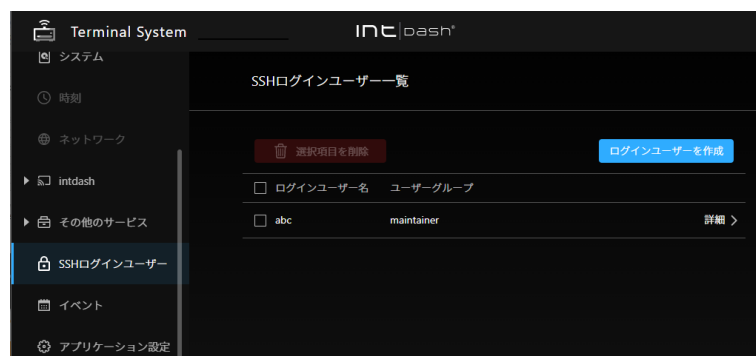 Terminal System
INT|DASH®
システム
時刻
ネットワーク
intdash
その他のサービス
SSHログインユーザー
イベント
アプリケーション設定
SSHログインユーザー一覧
選択項目を削除
ログインユーザーを作成
ログインユーザー名 ユーザーグループ
abc maintainer 詳細